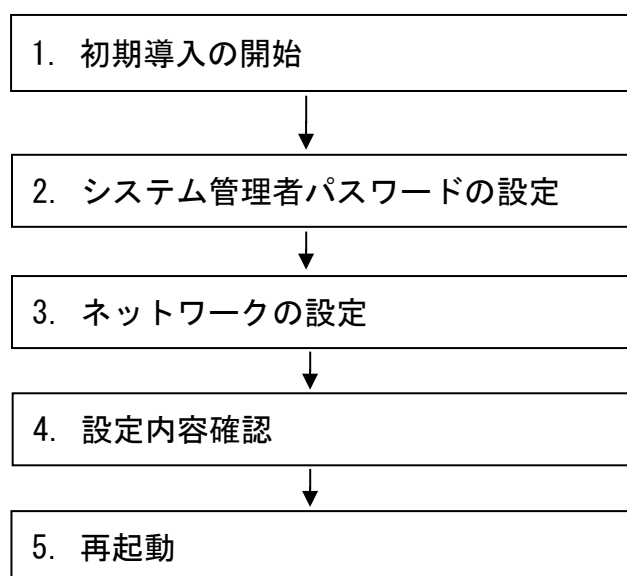 1. 初期導入の開始
2. システム管理者パスワードの設定
3. ネットワークの設定
4. 設定内容確認
5. 再起動